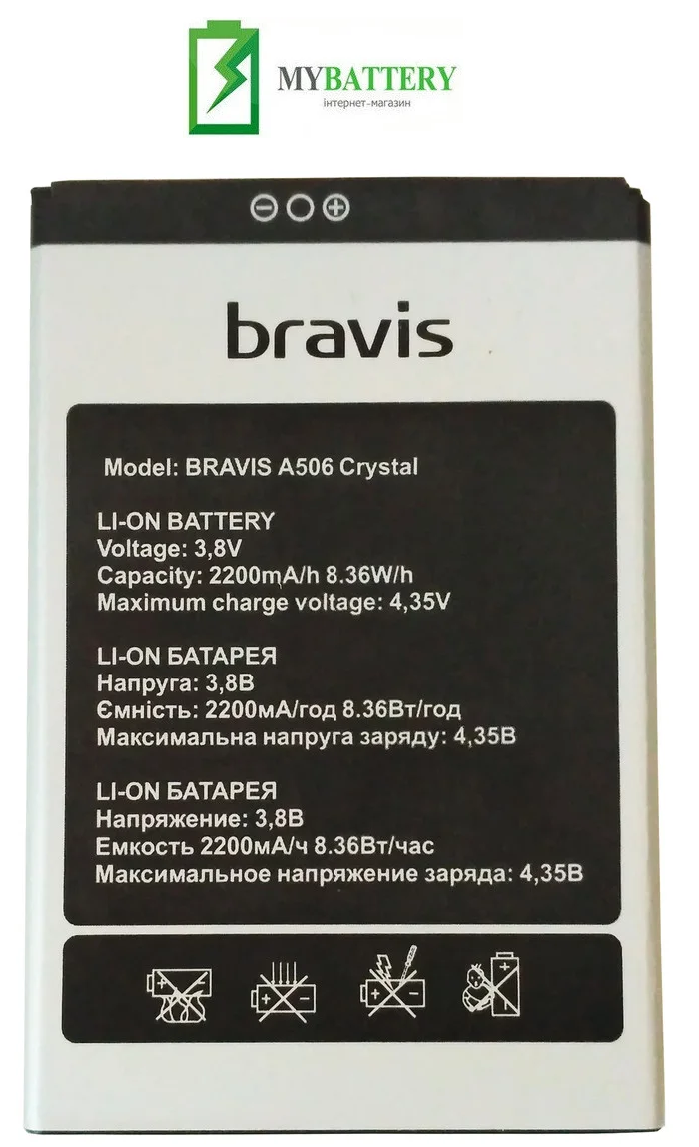 MYBATTERY
інтернет-магазин
bravis
Model: BRAVIS A506 Crystal
LI-ON BATTERY
Voltage: 3,8V
Capacity: 2200mA/h 8.36W/h
Maximum charge voltage: 4,35V
LI-ON БАТАРЕЯ
Напруга: 3,8В
Ємність: 2200мА/год 8.36Вт/год
Максимальна напруга заряду: 4,35В
LI-ON БАТАРЕЯ
Напряжение: 3,8В
Емкость 2200мА/ч 8.36Вт/час
Максимальное напряжение заряда: 4,35В